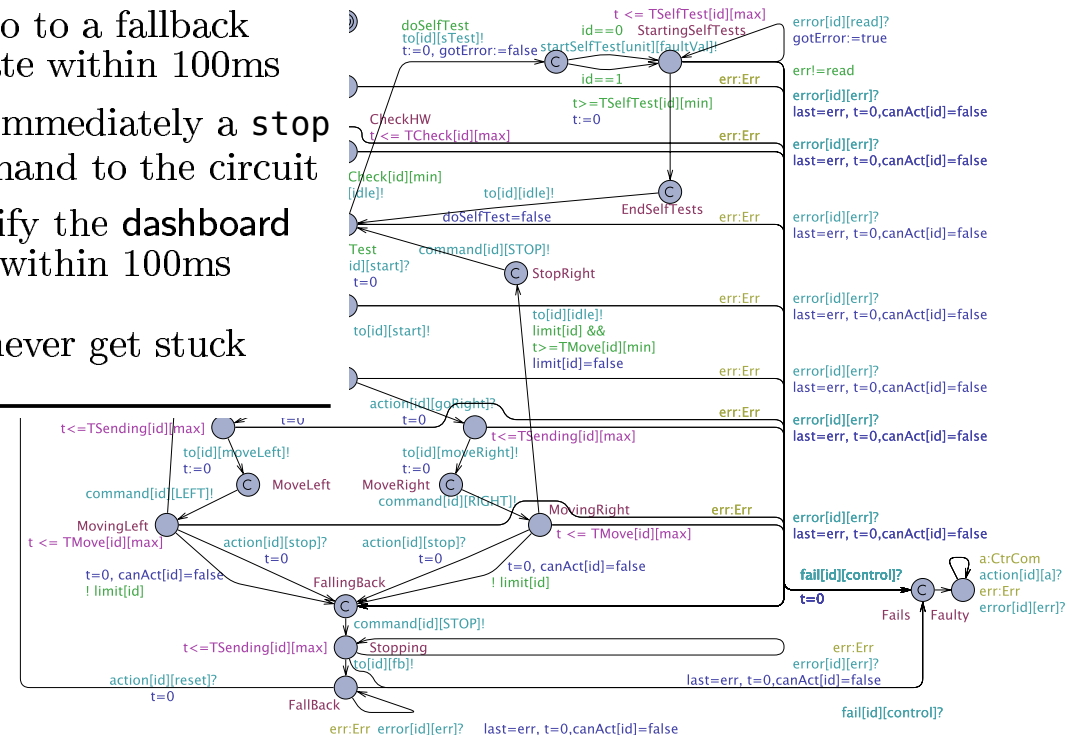 o to a fallback
te within 100ms
mmediately a stop
nand to the circuit
ify the dashboard
within 100ms
never get stuck
doSelfTest
to[id][sTest]!
t:=0, gotError:=false
id==0
startSelfTest[unit][faultVal]!
id==1
t <= TSelfTest[id][max]
StartingSelfTests
error[id][read]?
gotError:=true
err!=read
err:Err
error[id][err]?
last=err, t=0,canAct[id]=false
t>=TSelfTest[id][min]
t:=0
CheckHW
t <= TCheck[id][max]
err:Err
error[id][err]?
last=err, t=0,canAct[id]=false
Check[id][min]
[idle]!
to[id][idle]!
EndSelfTests
doSelfTest=false
err:Err
error[id][err]?
last=err, t=0,canAct[id]=false
Test
id][start]?
t=0
command[id][STOP]!
StopRight
err:Err
error[id][err]?
last=err, t=0,canAct[id]=false
to[id][start]!
to[id][idle]!
limit[id] &&
t>=TMove[id][min]
limit[id]=false
err:Err
error[id][err]?
last=err, t=0,canAct[id]=false
action[id][goRight]?
t=0
t=0
err:Err
error[id][err]?
last=err, t=0,canAct[id]=false
t<=TSending[id][max]
t<=TSending[id][max]
to[id][moveLeft]!
t:=0
to[id][moveRight]!
t:=0
MoveLeft
MoveRight
command[id][LEFT]!
command[id][RIGHT]!
MovingLeft
t <= TMove[id][max]
MovingRight
t <= TMove[id][max]
err:Err
error[id][err]?
last=err, t=0,canAct[id]=false
action[id][stop]?
t=0
action[id][stop]?
t=0
t=0, canAct[id]=false
! limit[id]
t=0, canAct[id]=false
! limit[id]
FallingBack
fail[id][control]?
t=0
a:CtrCom
action[id][a]?
err:Err
error[id][err]?
Fails
Faulty
command[id][STOP]!
t<=TSending[id][max]
Stopping
to[id][fb]!
err:Err
error[id][err]?
last=err, t=0,canAct[id]=false
action[id][reset]?
t=0
FallBack
fail[id][control]?
err:Err error[id][err]? last=err, t=0,canAct[id]=false